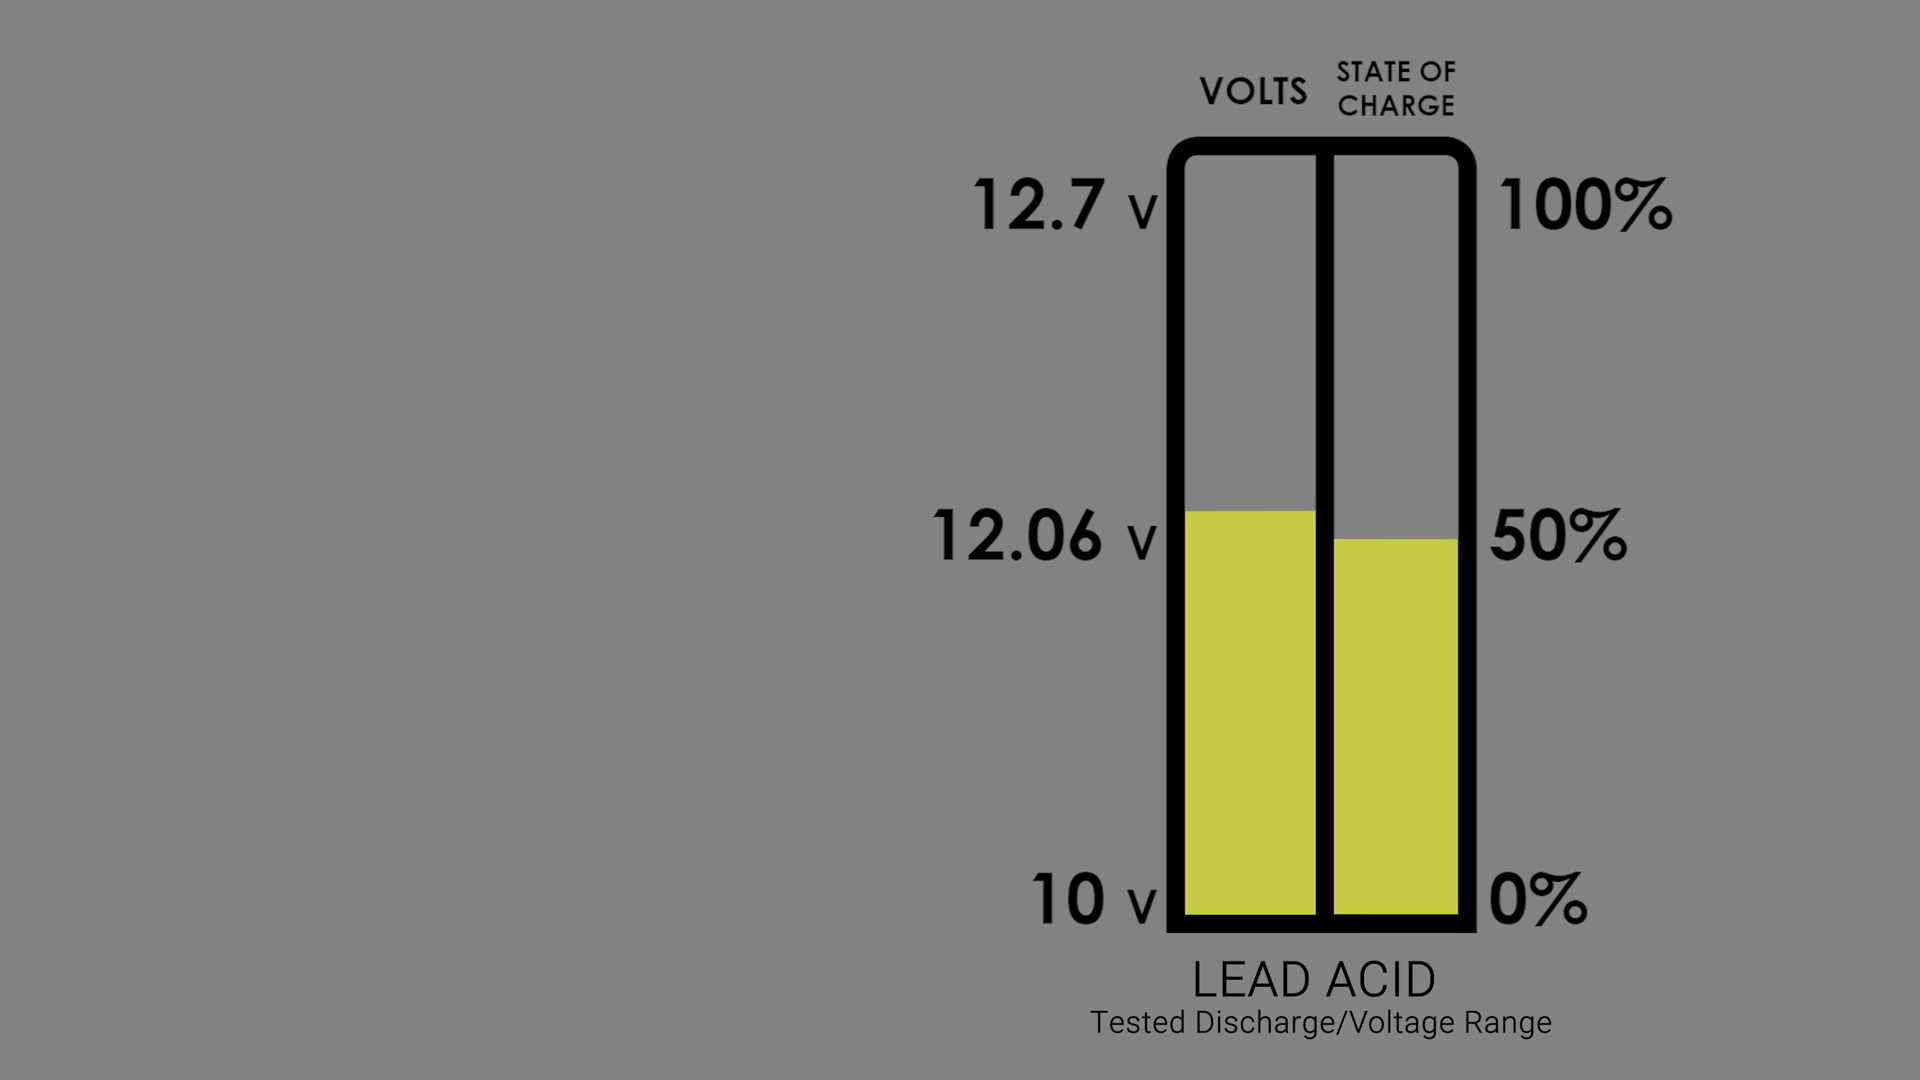 VOLTS
STATE OF
CHARGE
12.7 V
100%
12.06 V
50%
10 V
0%
LEAD ACID
Tested Discharge/Voltage Range